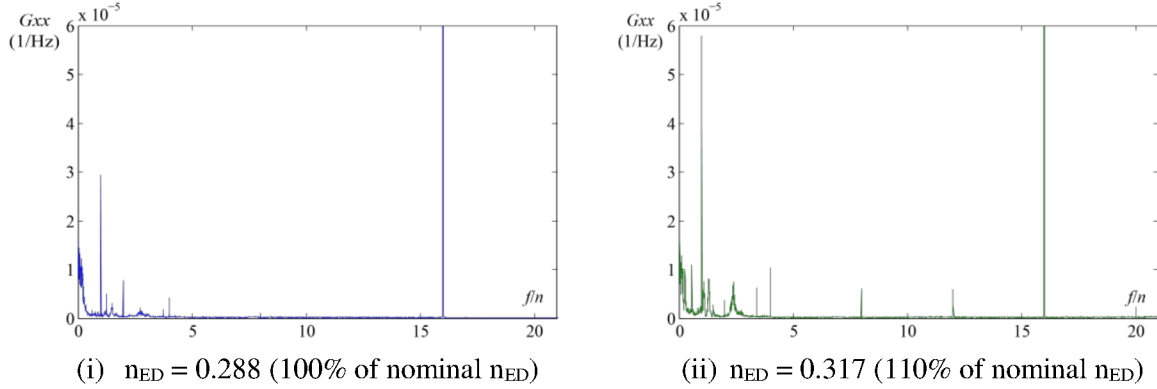 Gxx
(1/Hz)
6 x 10⁻⁵
5
4
3
2
1
0
0 5 10 15 20
f/n
(i) nED = 0.288 (100% of nominal nED)
Gxx
(1/Hz)
6 x 10⁻⁵
5
4
3
2
1
0
0 5 10 15 20
f/n
(ii) nED = 0.317 (110% of nominal nED)